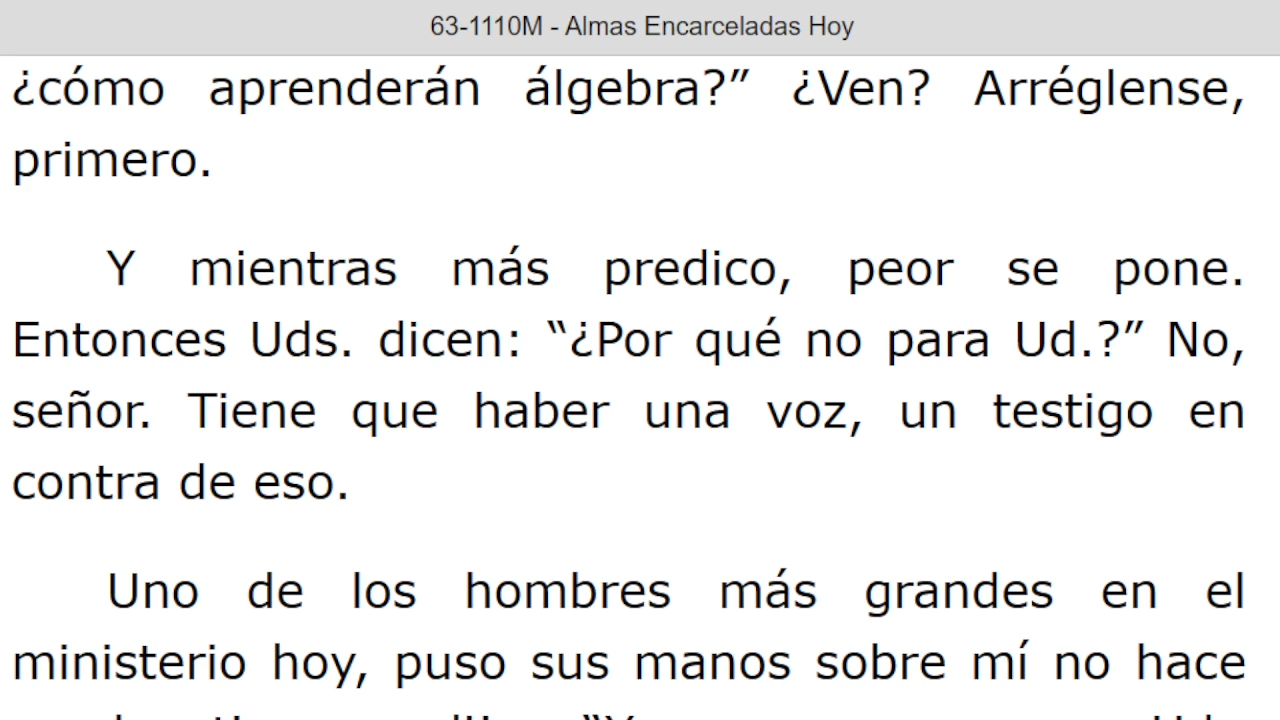 63-1110M - Almas Encarceladas Hoy
¿cómo aprenderán álgebra?” ¿Ven? Arréglense,
primero.
Y mientras más predico, peor se pone.
Entonces Uds. dicen: “¿Por qué no para Ud.?” No,
señor. Tiene que haber una voz, un testigo en
contra de eso.
Uno de los hombres más grandes en el
ministerio hoy, puso sus manos sobre mí no hace